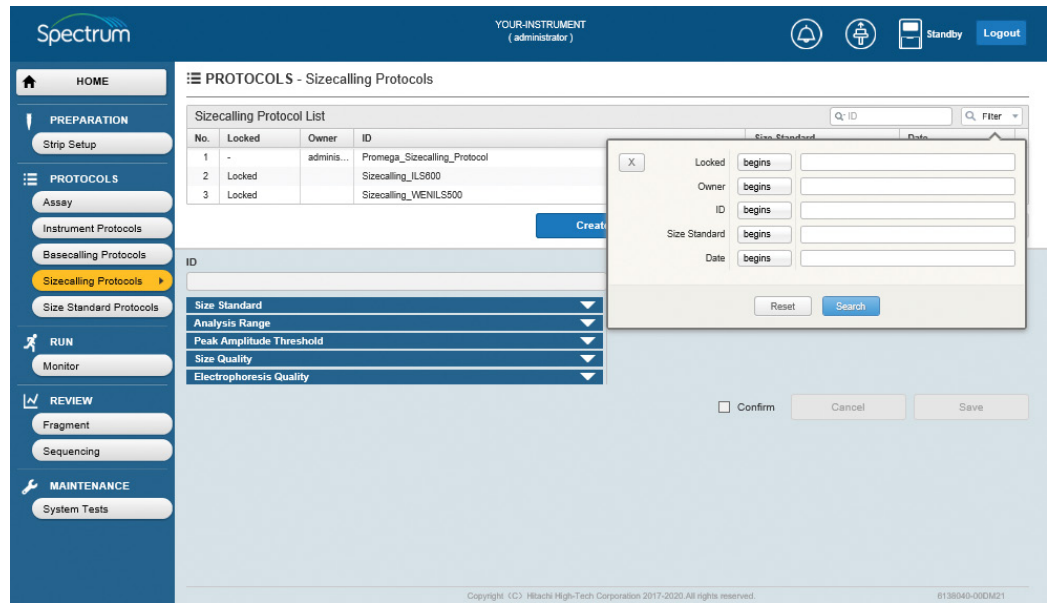 Spectrum
YOUR-INSTRUMENT
( administrator )
Standby
Logout
HOME
PREPARATION
Strip Setup
PROTOCOLS
Assay
Instrument Protocols
Basecalling Protocols
Sizecalling Protocols
Size Standard Protocols
RUN
Monitor
REVIEW
Fragment
Sequencing
MAINTENANCE
System Tests
PROTOCOLS - Sizecalling Protocols
Sizecalling Protocol List
ID
Filter
No. Locked Owner ID Size Standard Date
1 - adminis... Promega_Sizecalling_Protocol
2 Locked Sizecalling_ILS600
3 Locked Sizecalling_WENILS500
X
Locked begins
Owner begins
ID begins
Size Standard begins
Date begins
Reset Search
ID
Size Standard
Analysis Range
Peak Amplitude Threshold
Size Quality
Electrophoresis Quality
Confirm Cancel Save
Copyright (C) Hitachi High-Tech Corporation 2017-2020.All rights reserved.
6138040-00DM21